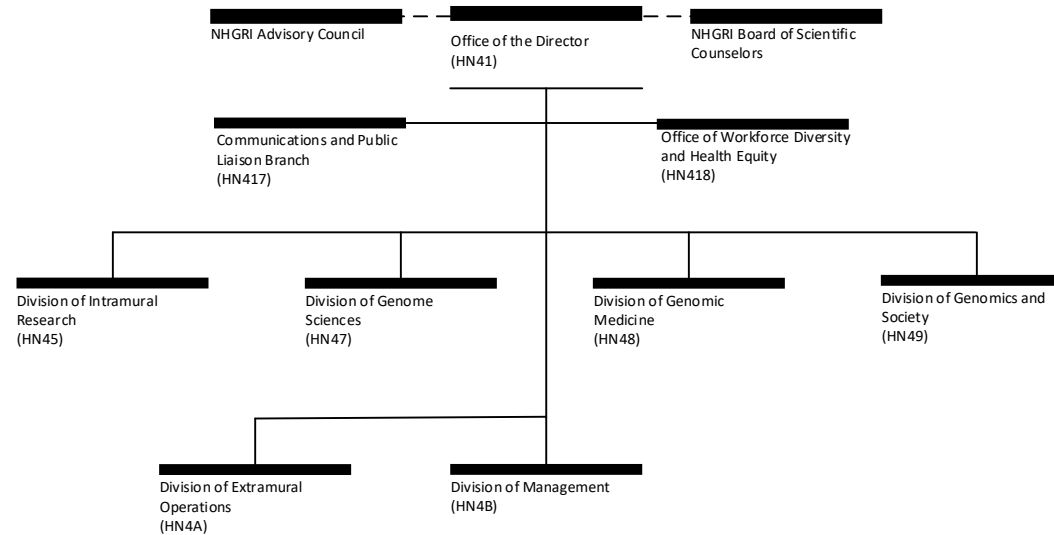 NHGRI Advisory Council
Office of the Director
(HN41)
NHGRI Board of Scientific
Counselors
Communications and Public
Liaison Branch
(HN417)
Office of Workforce Diversity
and Health Equity
(HN418)
Division of Intramural
Research
(HN45)
Division of Genome
Sciences
(HN47)
Division of Genomic
Medicine
(HN48)
Division of Genomics and
Society
(HN49)
Division of Extramural
Operations
(HN4A)
Division of Management
(HN4B)